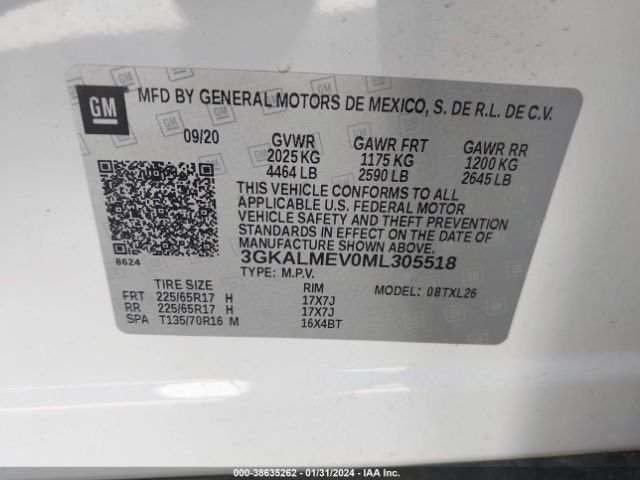 GM
MFD BY GENERAL MOTORS DE MEXICO, S. DE R.L. DE C.V.
09/20 GVWR GAWR FRT GAWR RR
2025 KG 1175 KG 1200 KG
4464 LB 2590 LB 2645 LB
THIS VEHICLE CONFORMS TO ALL
APPLICABLE U.S. FEDERAL MOTOR
VEHICLE SAFETY AND THEFT PREVENTION
STANDARDS IN EFFECT ON THE DATE OF
MANUFACTURE SHOWN ABOVE.
8624
3GKALMEV0ML305518
TYPE: M.P.V.
TIRE SIZE RIM MODEL: 08TXL26
FRT 225/65R17 H 17X7J
RR 225/65R17 H 17X7J
SPA T135/70R16 M 16X4BT
© - 38635262 - 01/31/2024 - IAA Inc.